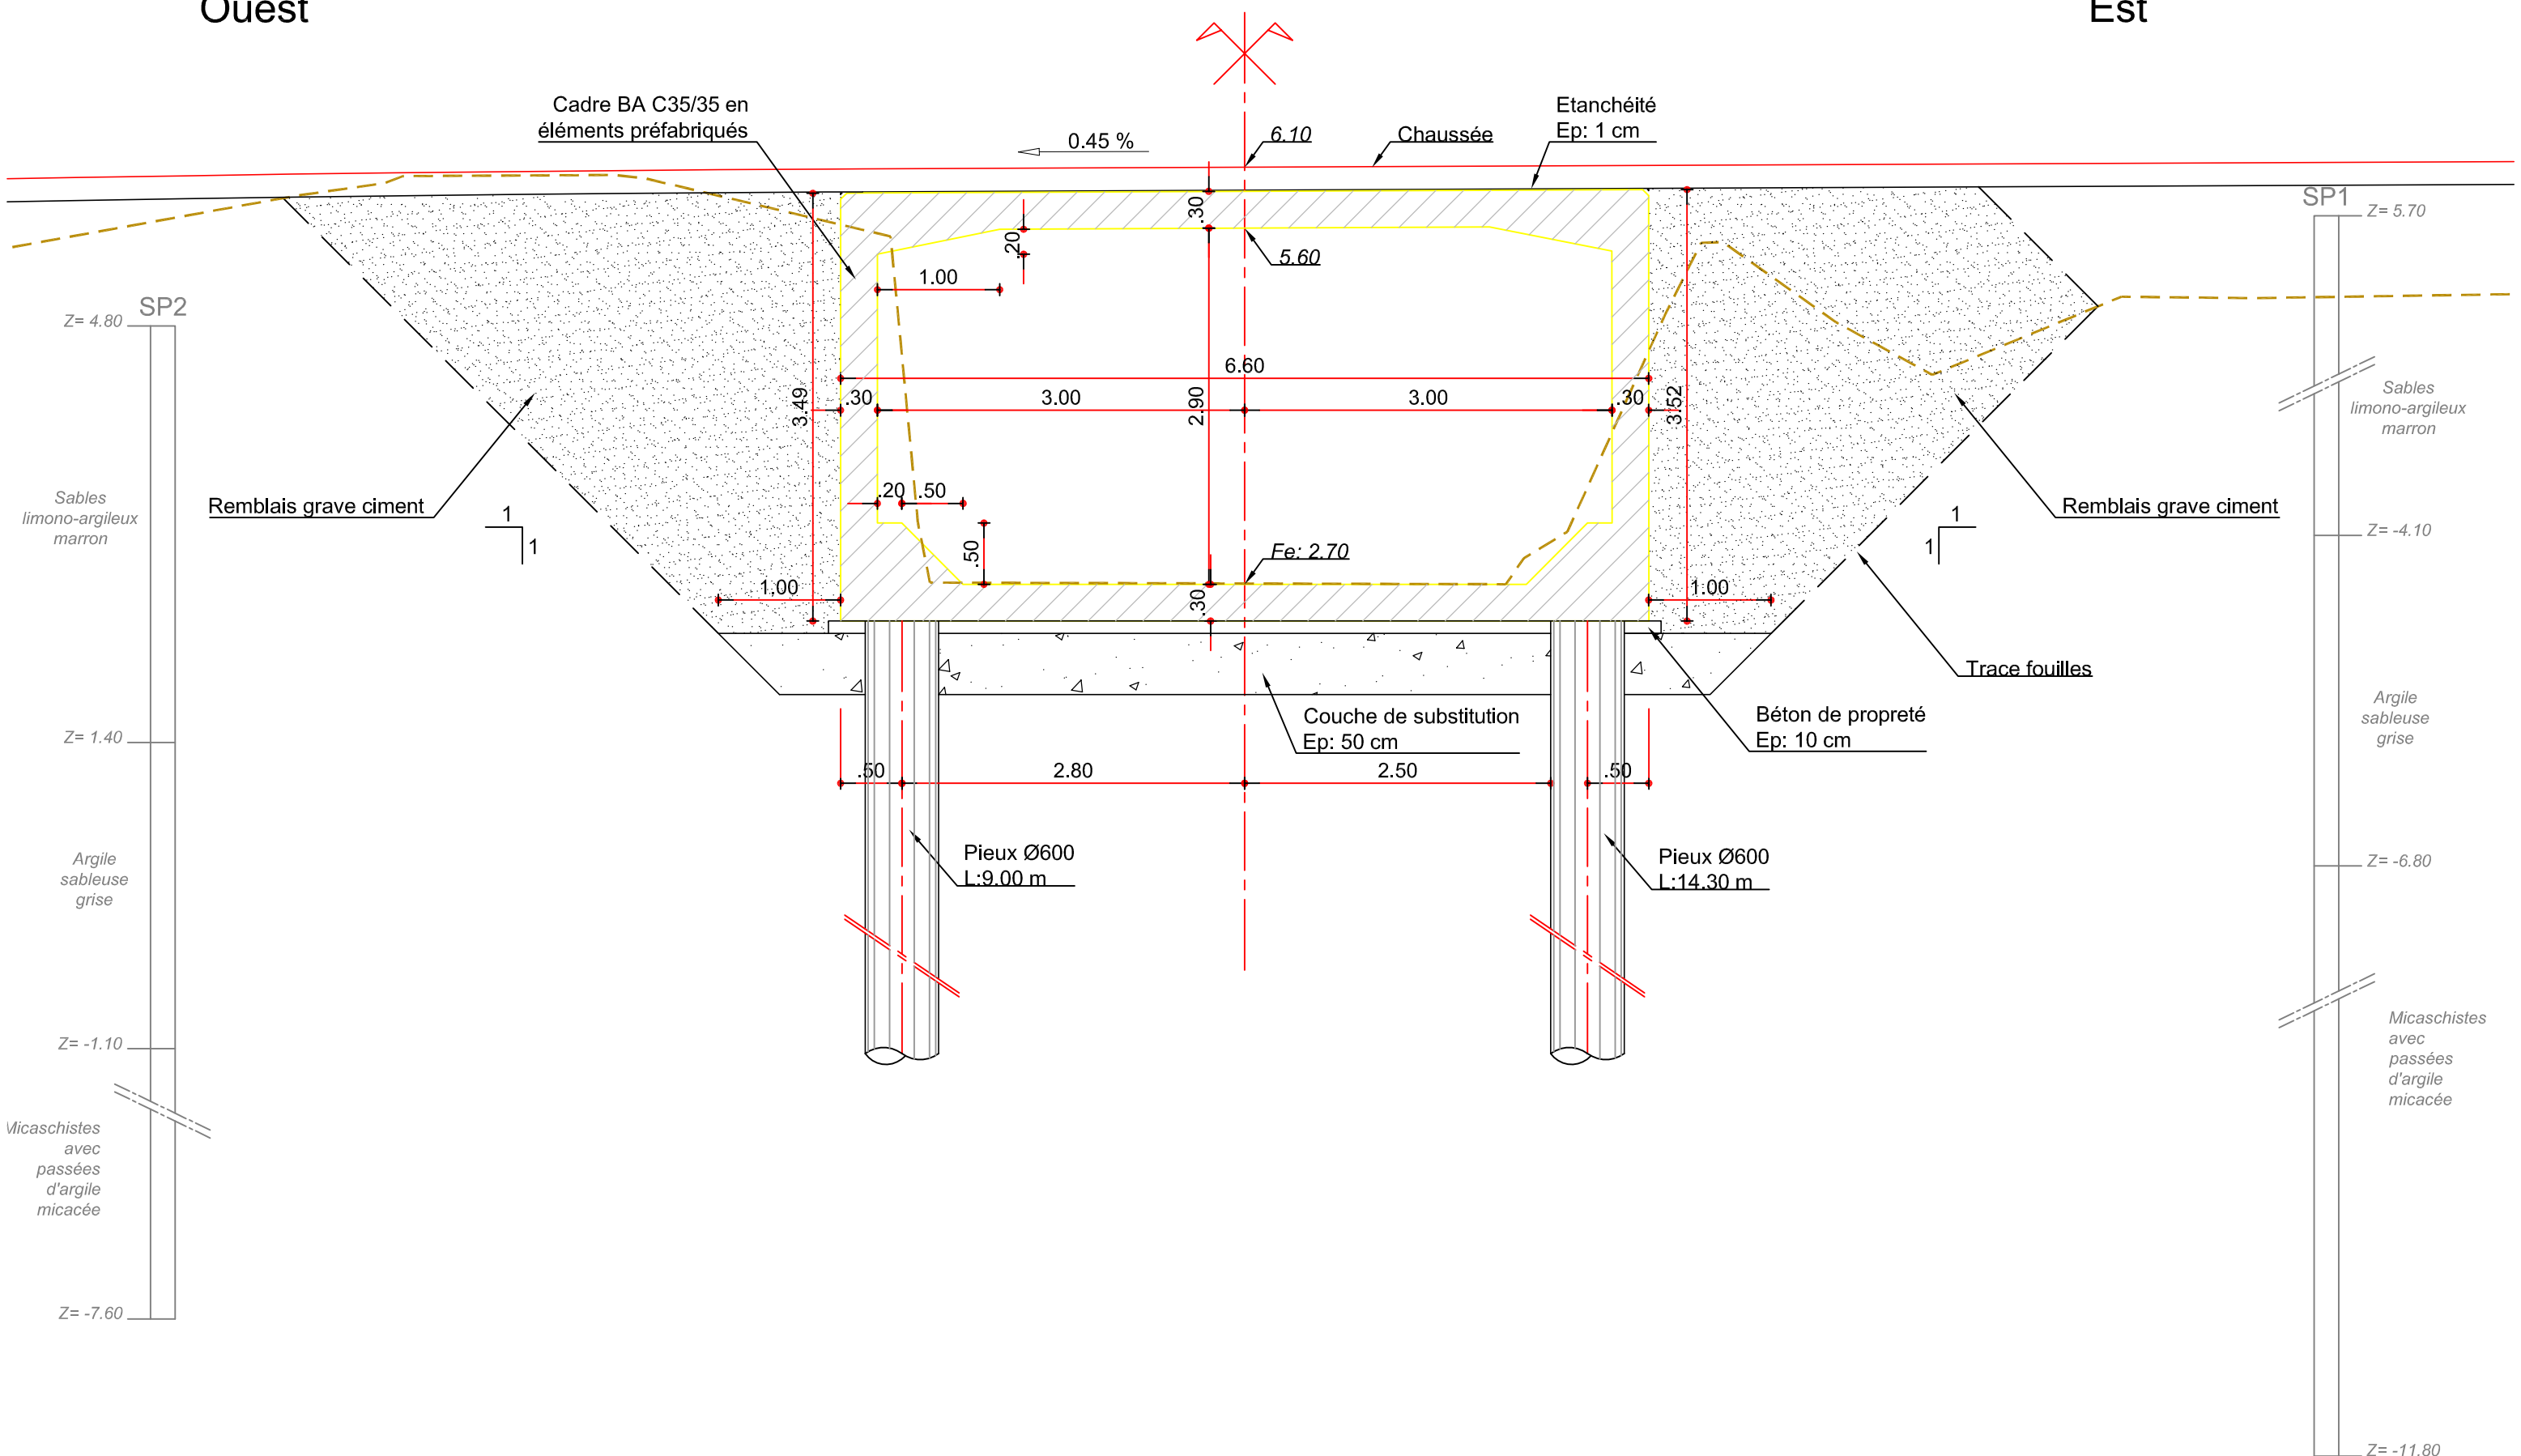 Ouest
Est
Cadre BA C35/35 en
éléments préfabriqués
0.45 %
6.10
Chaussée
Etanchéité
Ep: 1 cm
SP1
Z= 5.70
.30
.20
5.60
1.00
SP2
Z= 4.80
6.60
3.49
.30
3.00
2.90
3.00
.30
3.52
Sables
limono-argileux
marron
Sables
limono-argileux
marron
Remblais grave ciment
1
1
.20
.50
.50
Fe: 2.70
Remblais grave ciment
1
1
Z= -4.10
1.00
.30
1.00
Trace fouilles
Couche de substitution
Ep: 50 cm
Béton de propreté
Ep: 10 cm
Argile
sableuse
grise
Z= 1.40
.50
2.80
2.50
.50
Pieux Ø600
L:9.00 m
Pieux Ø600
L:14.30 m
Z= -6.80
Argile
sableuse
grise
Z= -1.10
Micaschistes
avec
passées
d'argile
micacée
Micaschistes
avec
passées
d'argile
micacée
Z= -7.60
Z= -11.80